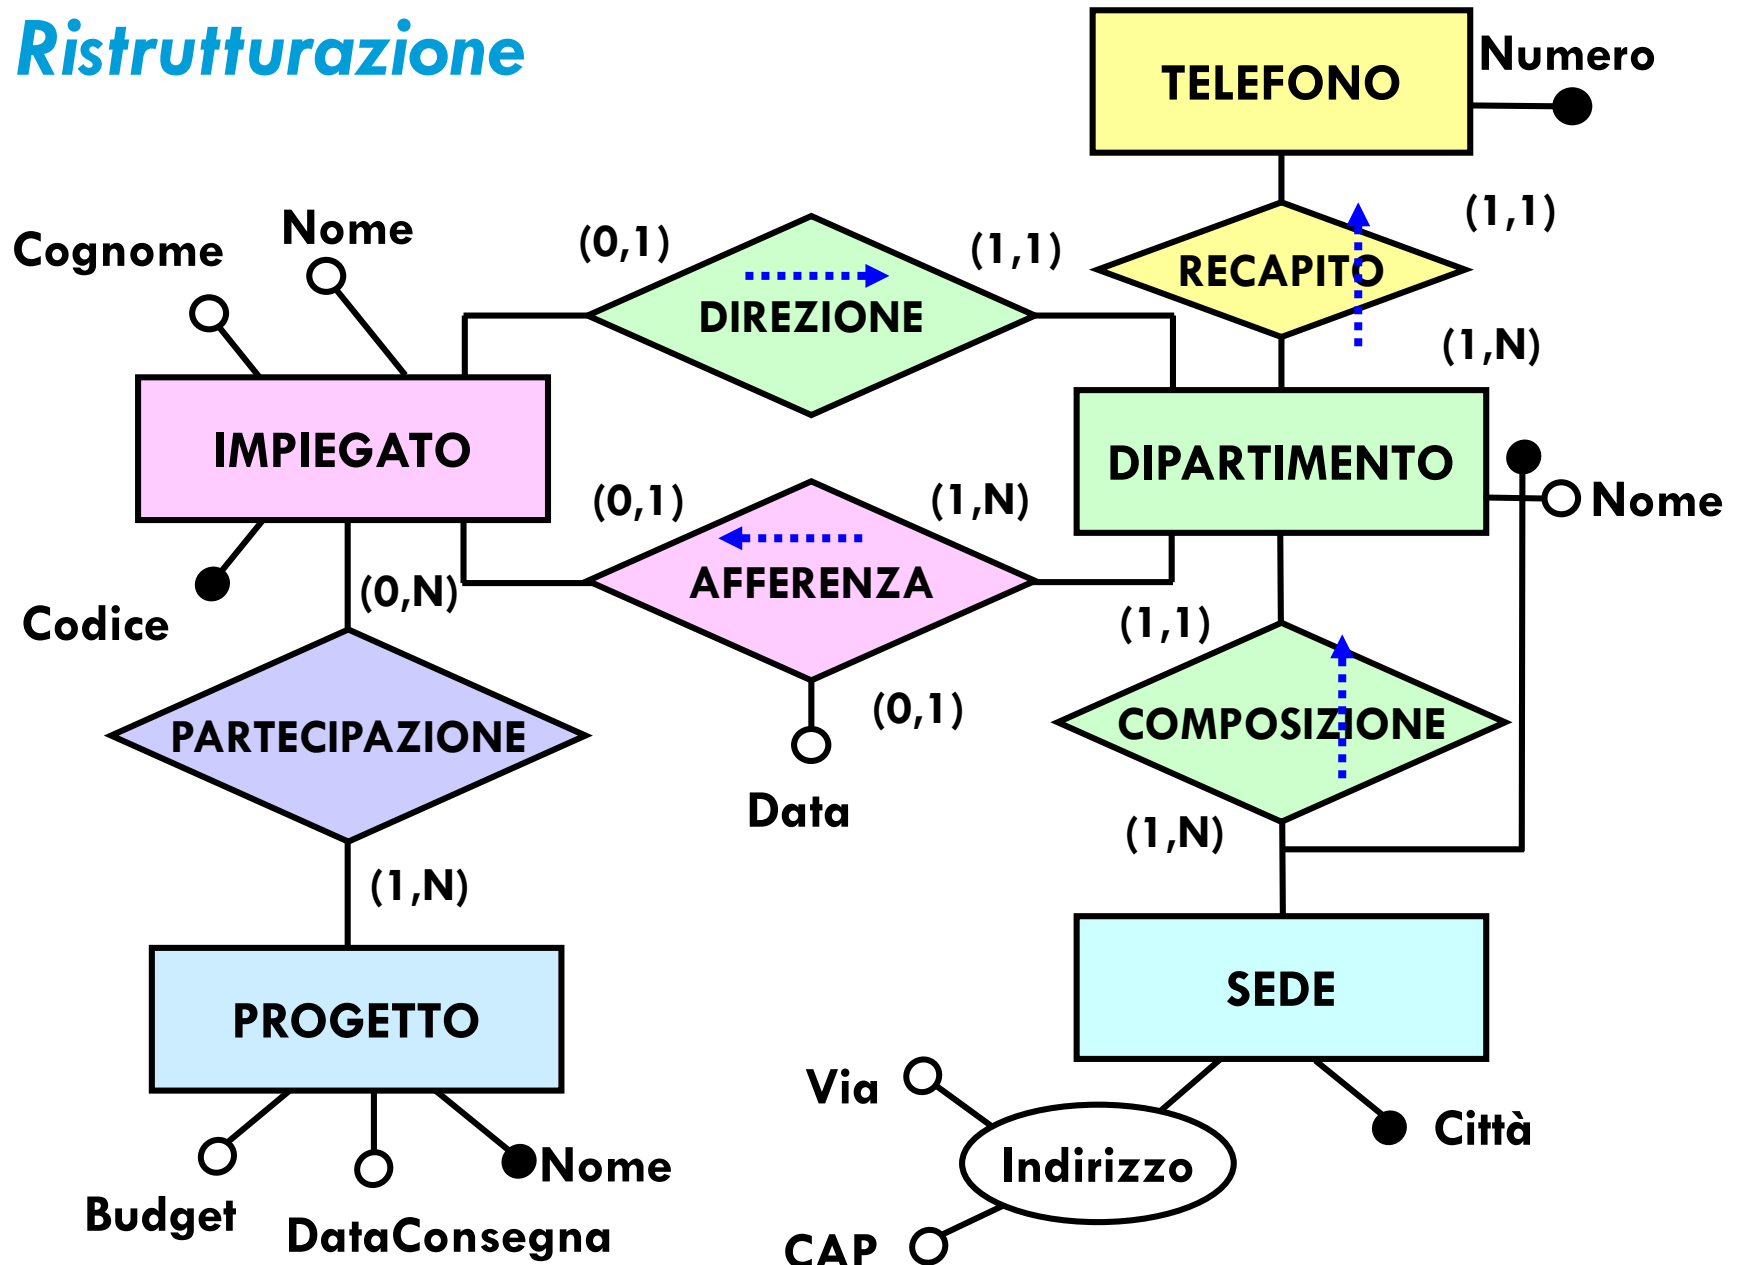 Ristrutturazione
TELEFONO
Numero
(1,1)
RECAPITO
(1,N)
Cognome
Nome
(0,1)
DIREZIONE
(1,1)
IMPIEGATO
DIPARTIMENTO
Nome
(0,1)
AFFERENZA
(1,N)
(0,1)
Data
Codice
(0,N)
PARTECIPAZIONE
(1,N)
(1,1)
COMPOSIZIONE
(1,N)
PROGETTO
Budget
DataConsegna
Nome
SEDE
Via
Indirizzo
CAP
Città